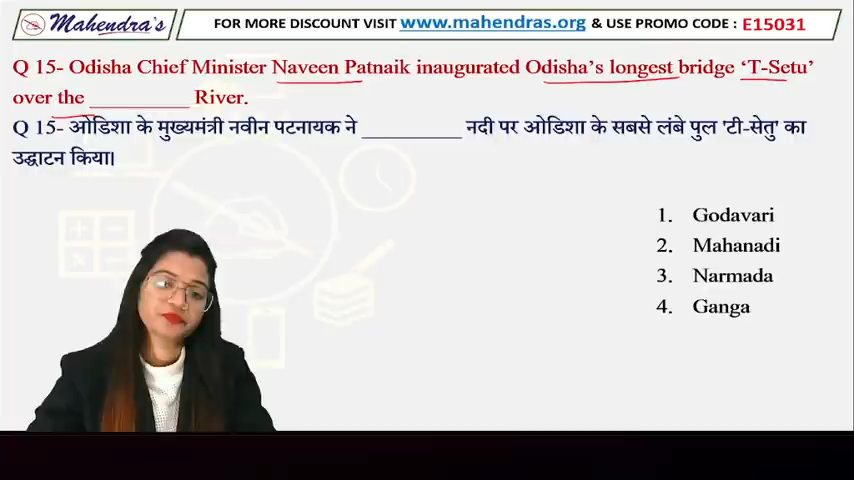 Mahendra's
FOR MORE DISCOUNT VISIT www.mahendras.org & USE PROMO CODE : E15031
Q 15- Odisha Chief Minister Naveen Patnaik inaugurated Odisha's longest bridge 'T-Setu'
over the __________ River.
Q 15- ओडिशा के मुख्यमंत्री नवीन पटनायक ने __________ नदी पर ओडिशा के सबसे लंबे पुल 'टी-सेतु' का
उद्घाटन किया।
1. Godavari
2. Mahanadi
3. Narmada
4. Ganga